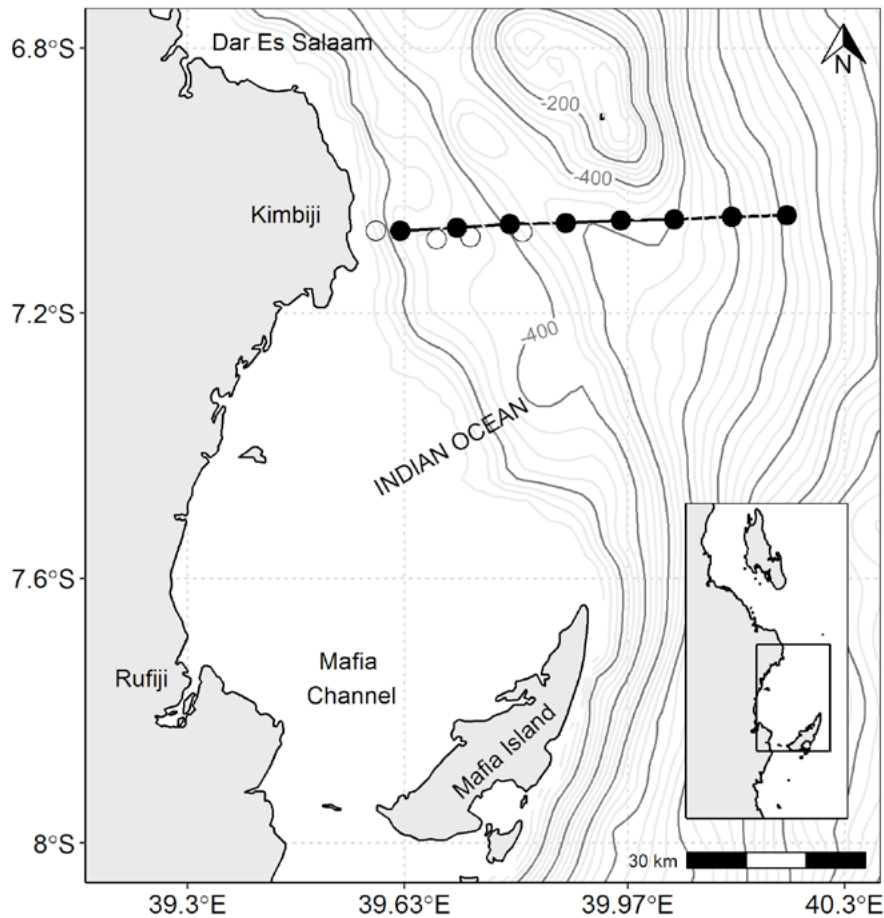 6.8°S
Dar Es Salaam
N
-200
-400
Kimbiji
7.2°S
-400
INDIAN OCEAN
7.6°S
Mafia
Channel
Rufiji
Mafia Island
8°S
30 km
39.3°E
39.63°E
39.97°E
40.3°E